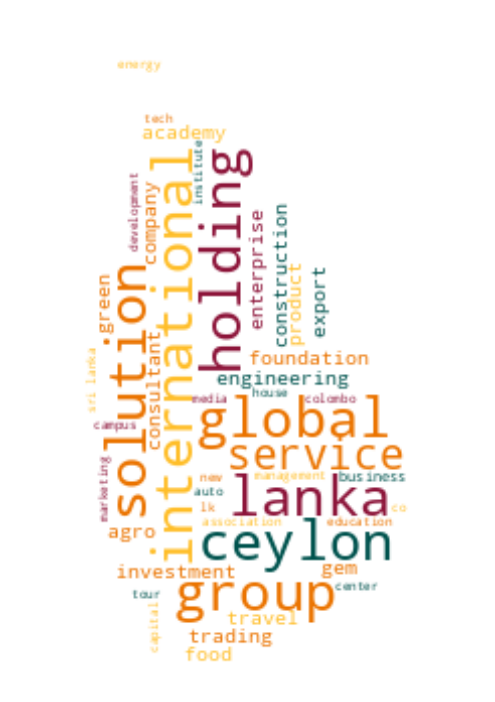 energy
tech
academy
institute
international
holding
development
company
enterprise
construction
product
export
solution
green
consultant
foundation
engineering
sri lanka
house
media
colombo
campus
global
service
marketing
new
management
business
auto
lanka
lk
co
association
education
agro
ceylon
investment
gem
group
center
tour
capital
travel
trading
food